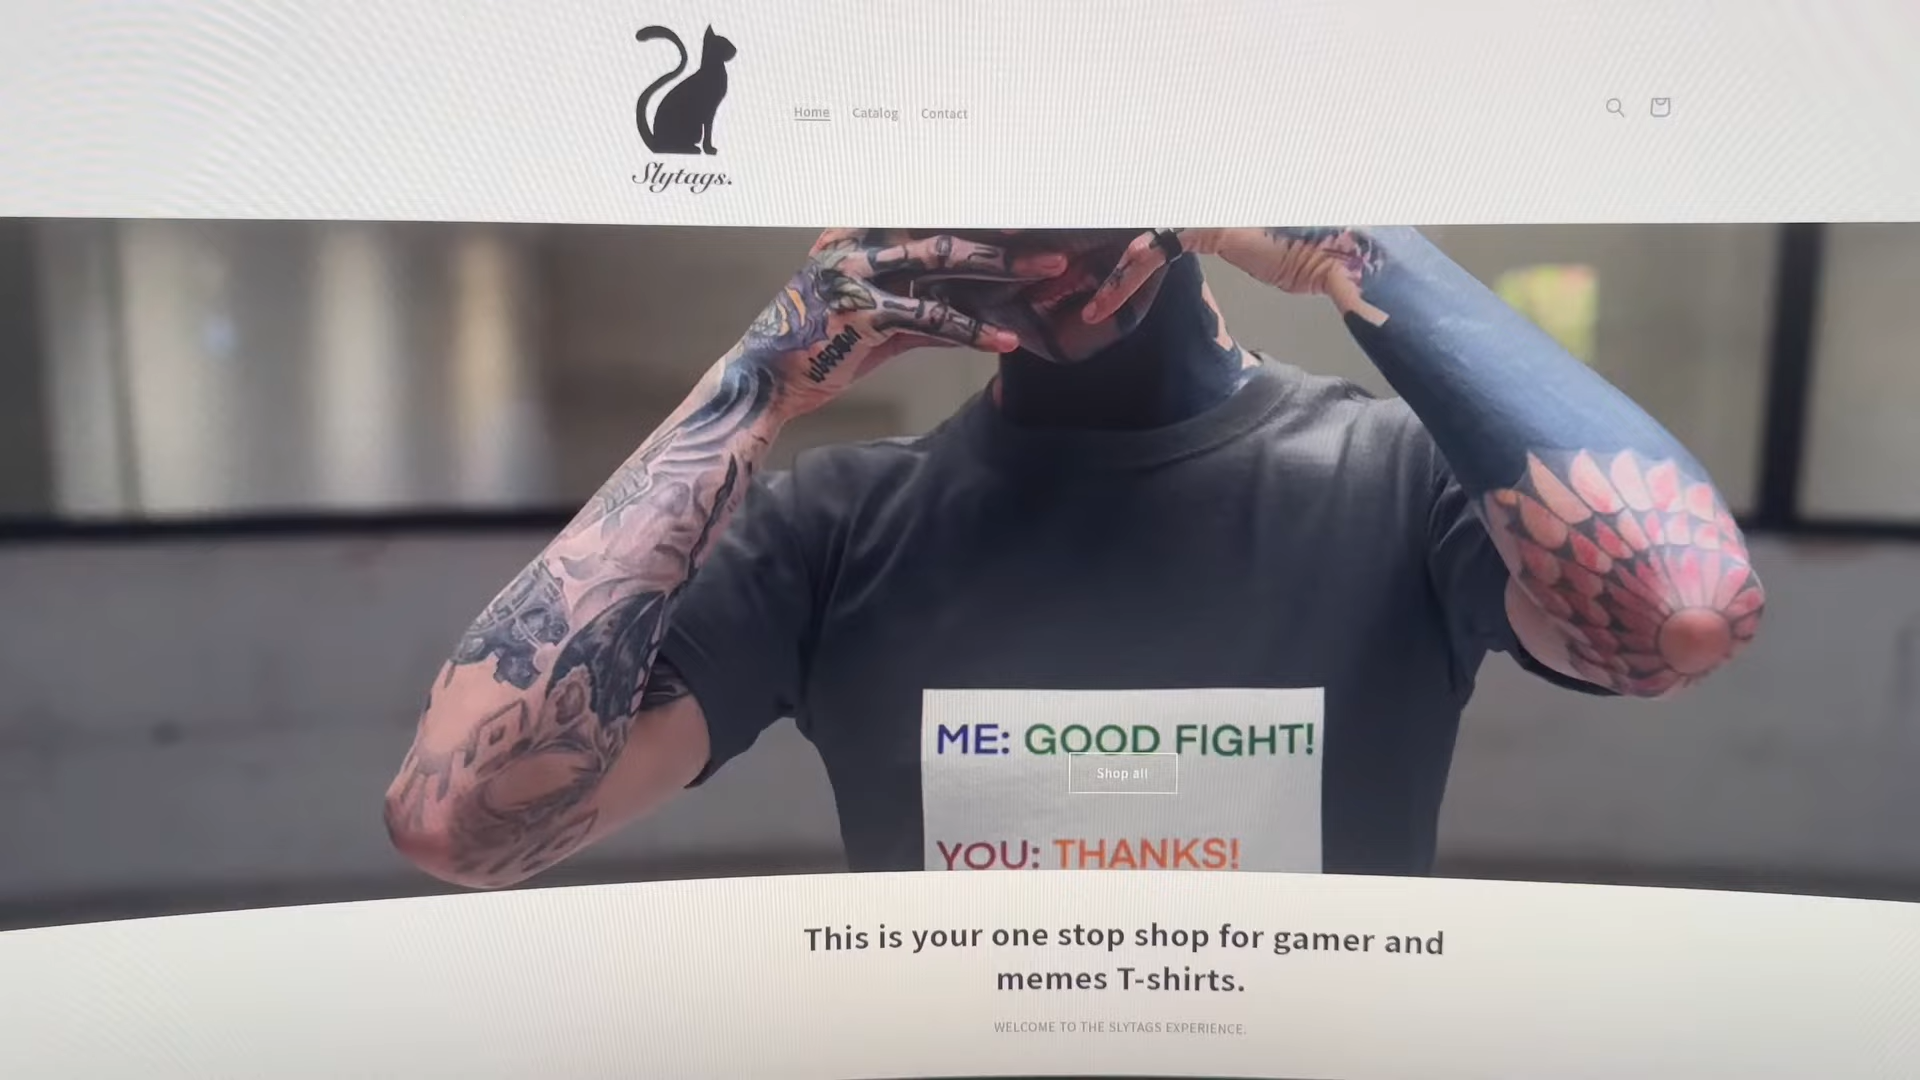 Slytags.
Home Catalog Contact
ME: GOOD FIGHT!
Shop all
YOU: THANKS!
This is your one stop shop for gamer and
memes T-shirts.
WELCOME TO THE SLYTAGS EXPERIENCE.